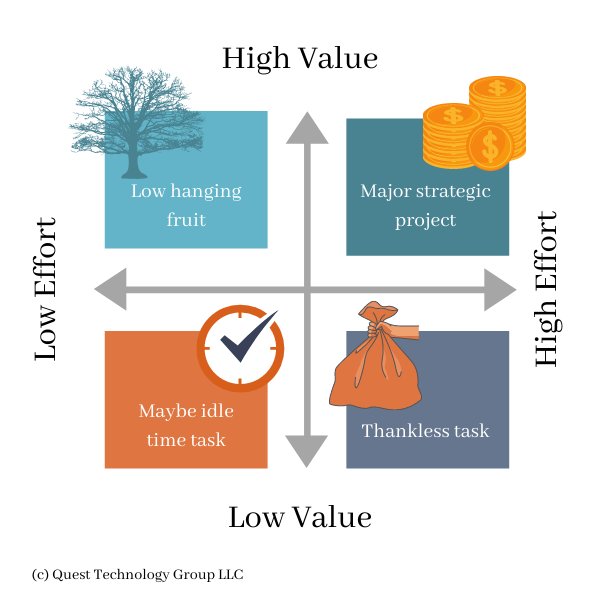 High Value
Low hanging
fruit
Major strategic
project
Low Effort
High Effort
Maybe idle
time task
Thankless task
Low Value
(c) Quest Technology Group LLC